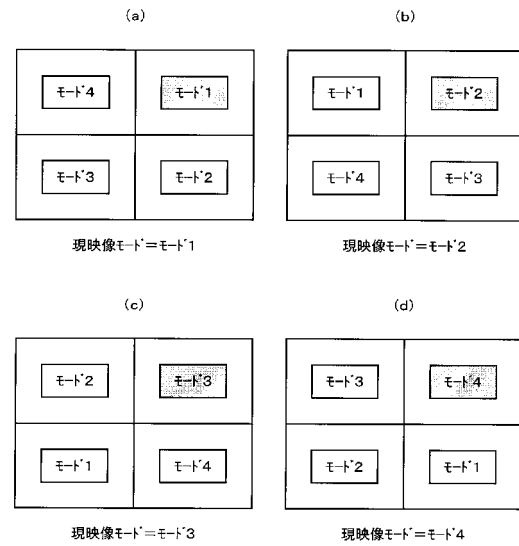 (a)
モード4
モード1
モード3
モード2
現映像モード=モード1
(b)
モード1
モード2
モード4
モード3
現映像モード=モード2
(c)
モード2
モード3
モード1
モード4
現映像モード=モード3
(d)
モード3
モード4
モード2
モード1
現映像モード=モード4